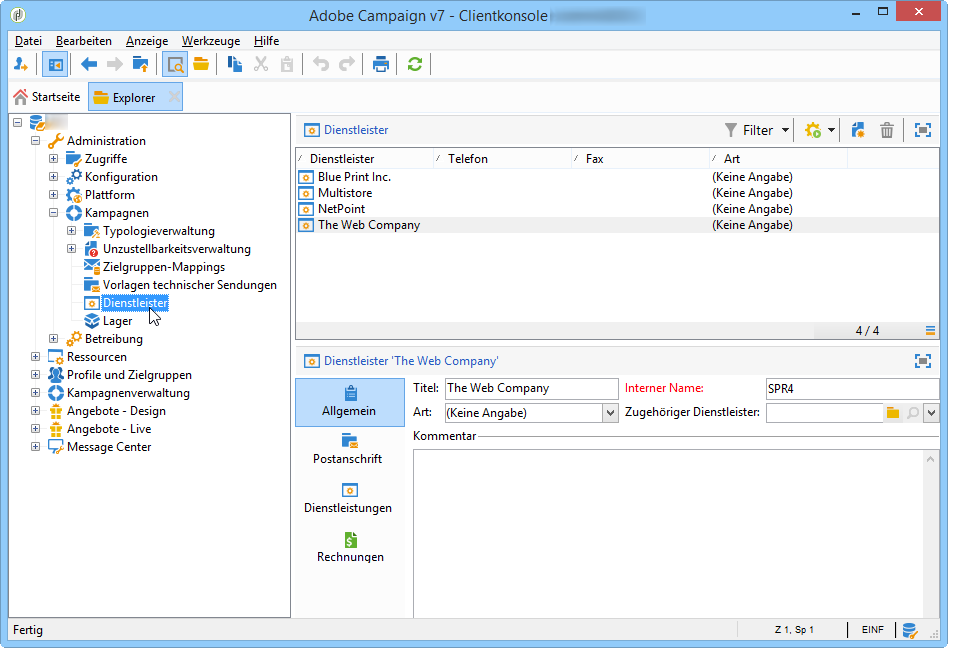 Adobe Campaign v7 - Clientkonsole
Datei Bearbeiten Anzeige Werkzeuge Hilfe
Startseite Explorer
Administration
Zugriffe
Konfiguration
Plattform
Kampagnen
Typologieverwaltung
Unzustellbarkeitsverwaltung
Zielgruppen-Mappings
Vorlagen technischer Sendungen
Dienstleister
Lager
Betreibung
Ressourcen
Profile und Zielgruppen
Kampagnenverwaltung
Angebote - Design
Angebote - Live
Message Center
Dienstleister Filter
Dienstleister Telefon Fax Art
Blue Print Inc. (Keine Angabe)
Multistore (Keine Angabe)
NetPoint (Keine Angabe)
The Web Company (Keine Angabe)
4 / 4
Dienstleister 'The Web Company'
Allgemein
Postanschrift
Dienstleistungen
Rechnungen
Titel: The Web Company Interner Name: SPR4
Art: (Keine Angabe) Zugehöriger Dienstleister:
Kommentar
Fertig Z 1, Sp 1 EINF